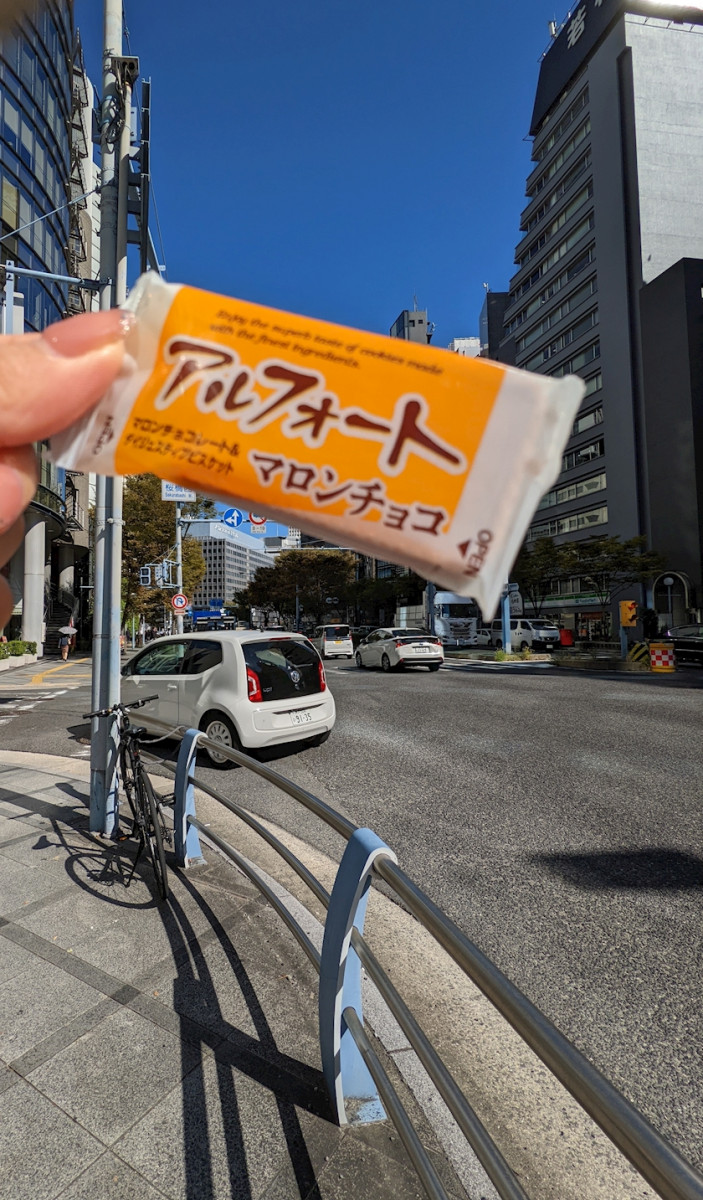 Enjoy the superb taste of cookies made
with the finest ingredients.
アルフォート
マロンチョコレート&
ダイジェスティブビスケット
マロンチョコ
OPEN
91-35